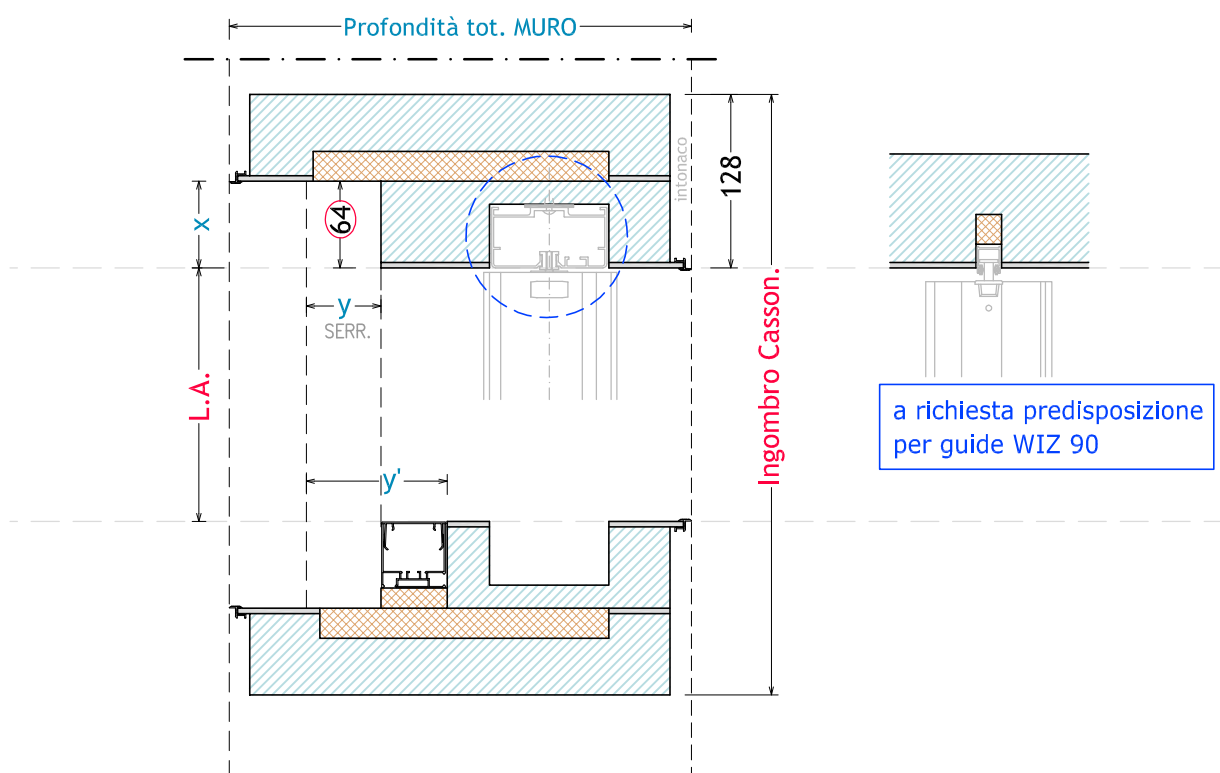 Profondità tot. MURO
intonaco
128
64
x
y
SERR.
L.A.
Ingombro Casson.
y'
a richiesta predisposizione
per guide WIZ 90